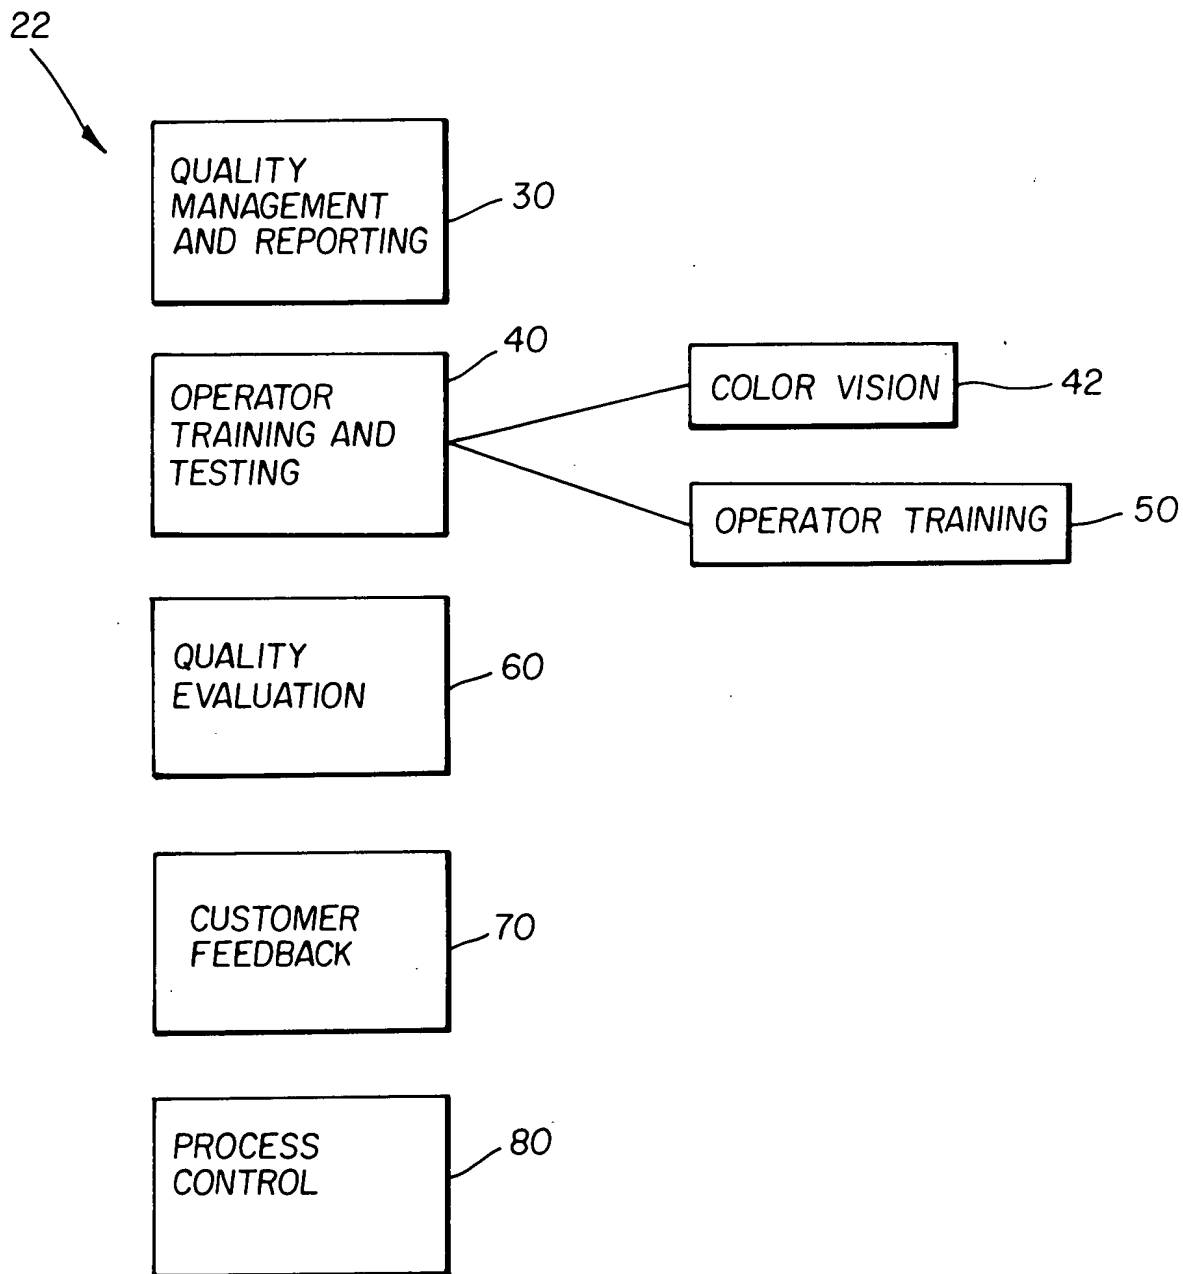 22
QUALITY
MANAGEMENT
AND REPORTING
30
40
OPERATOR
TRAINING AND
TESTING
COLOR VISION
42
OPERATOR TRAINING
50
QUALITY
EVALUATION
60
CUSTOMER
FEEDBACK
70
PROCESS
CONTROL
80